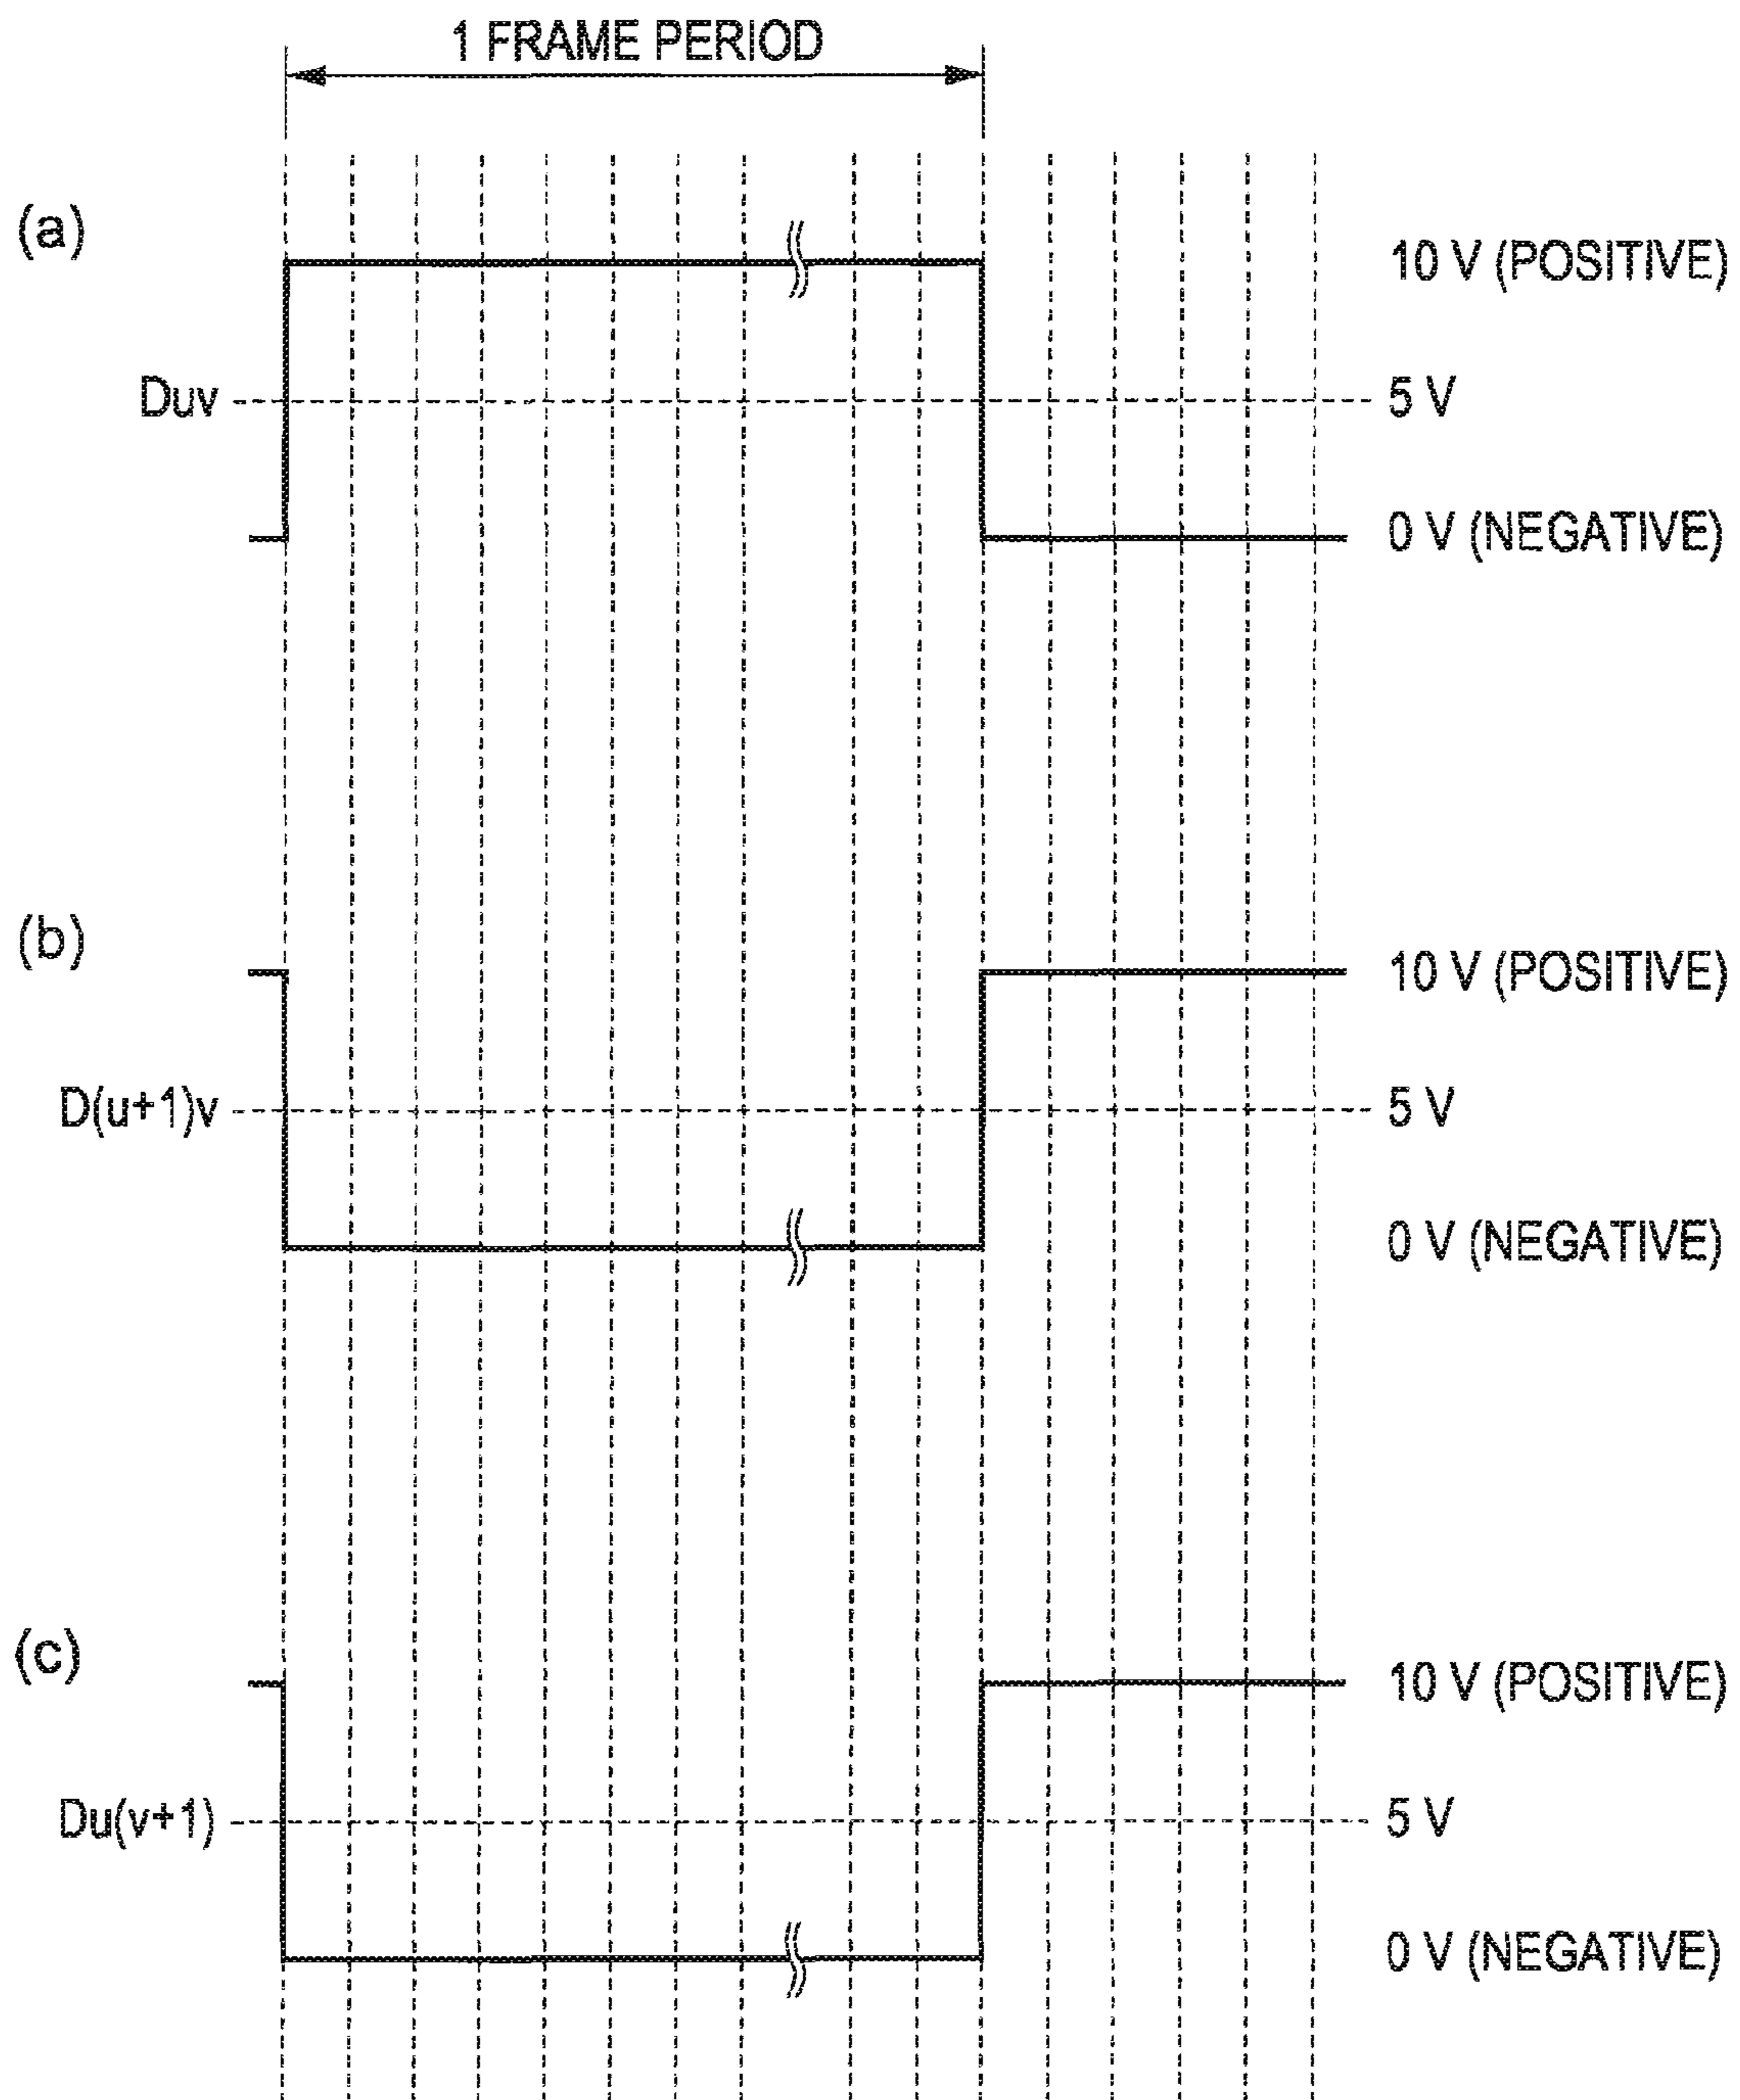 1 FRAME PERIOD
(a)
10 V (POSITIVE)
Duv
5 V
0 V (NEGATIVE)
(b)
10 V (POSITIVE)
D(u+1)v
5 V
0 V (NEGATIVE)
(c)
10 V (POSITIVE)
Du(v+1)
5 V
0 V (NEGATIVE)